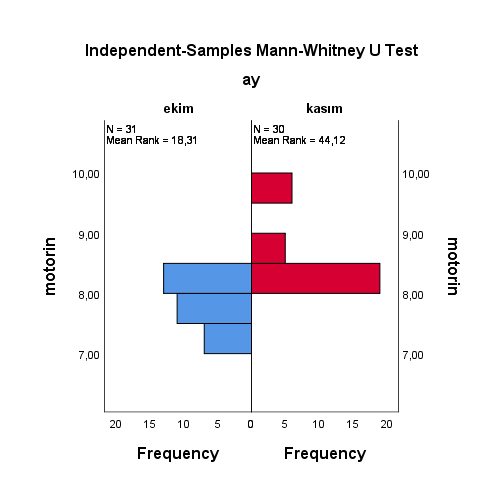 Independent-Samples Mann-Whitney U Test
ay
ekim kasım
N = 31 N = 30
Mean Rank = 18,31 Mean Rank = 44,12
10,00 10,00
9,00 9,00
motorin motorin
8,00 8,00
7,00 7,00
20 15 10 5 0 5 10 15 20
Frequency Frequency